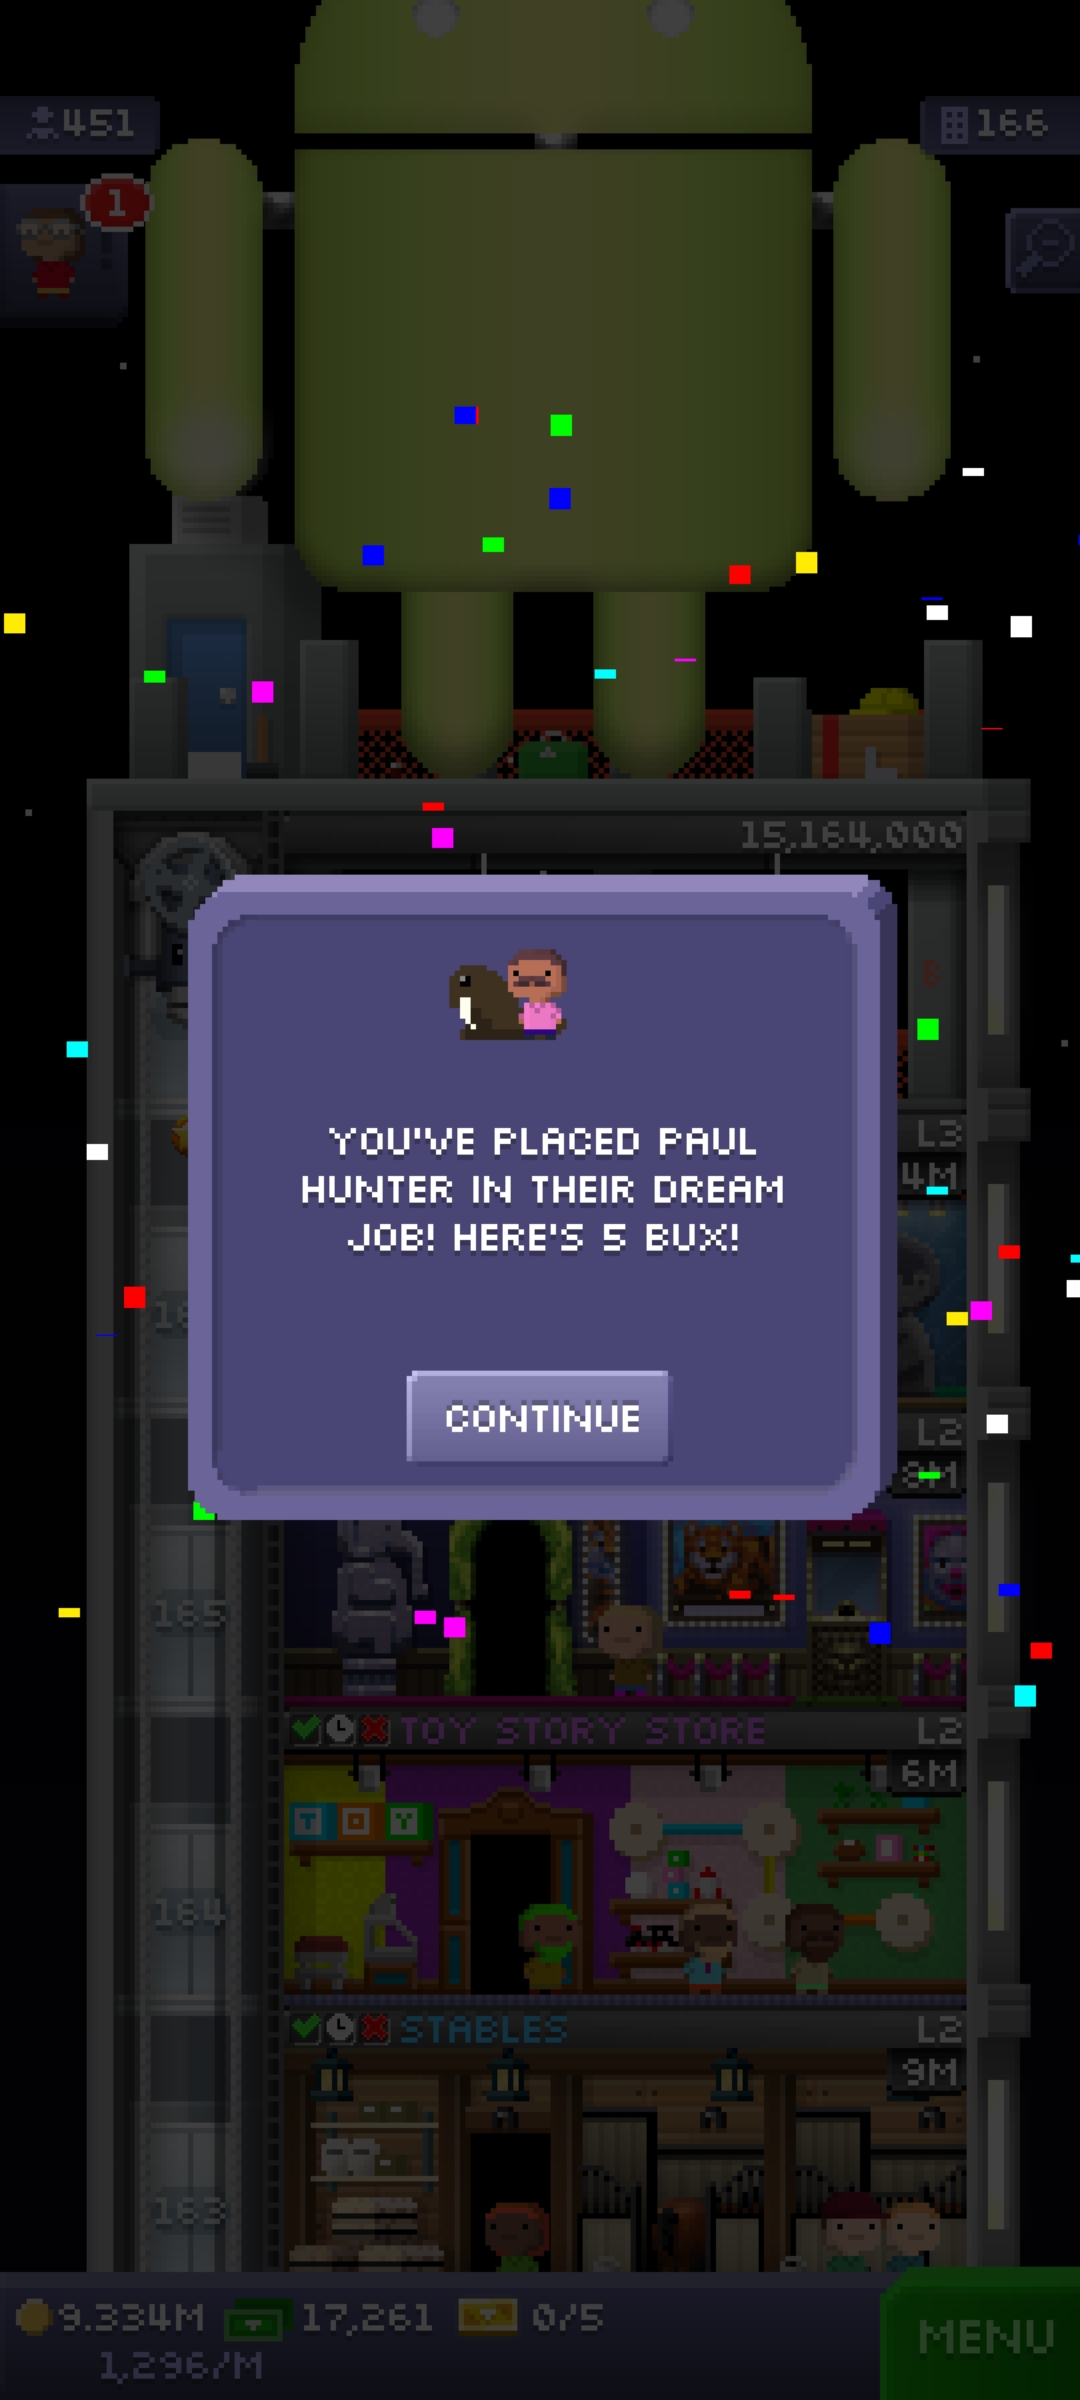 451
166
1
15,164,000
L3
4M
YOU'VE PLACED PAUL
HUNTER IN THEIR DREAM
JOB! HERE'S 5 BUX!
CONTINUE
L2
8M
165
TOY STORY STORE
L2
6M
TOY
164
STABLES
L2
9M
163
9.334M
17,261
0/5
MENU
1,296/M